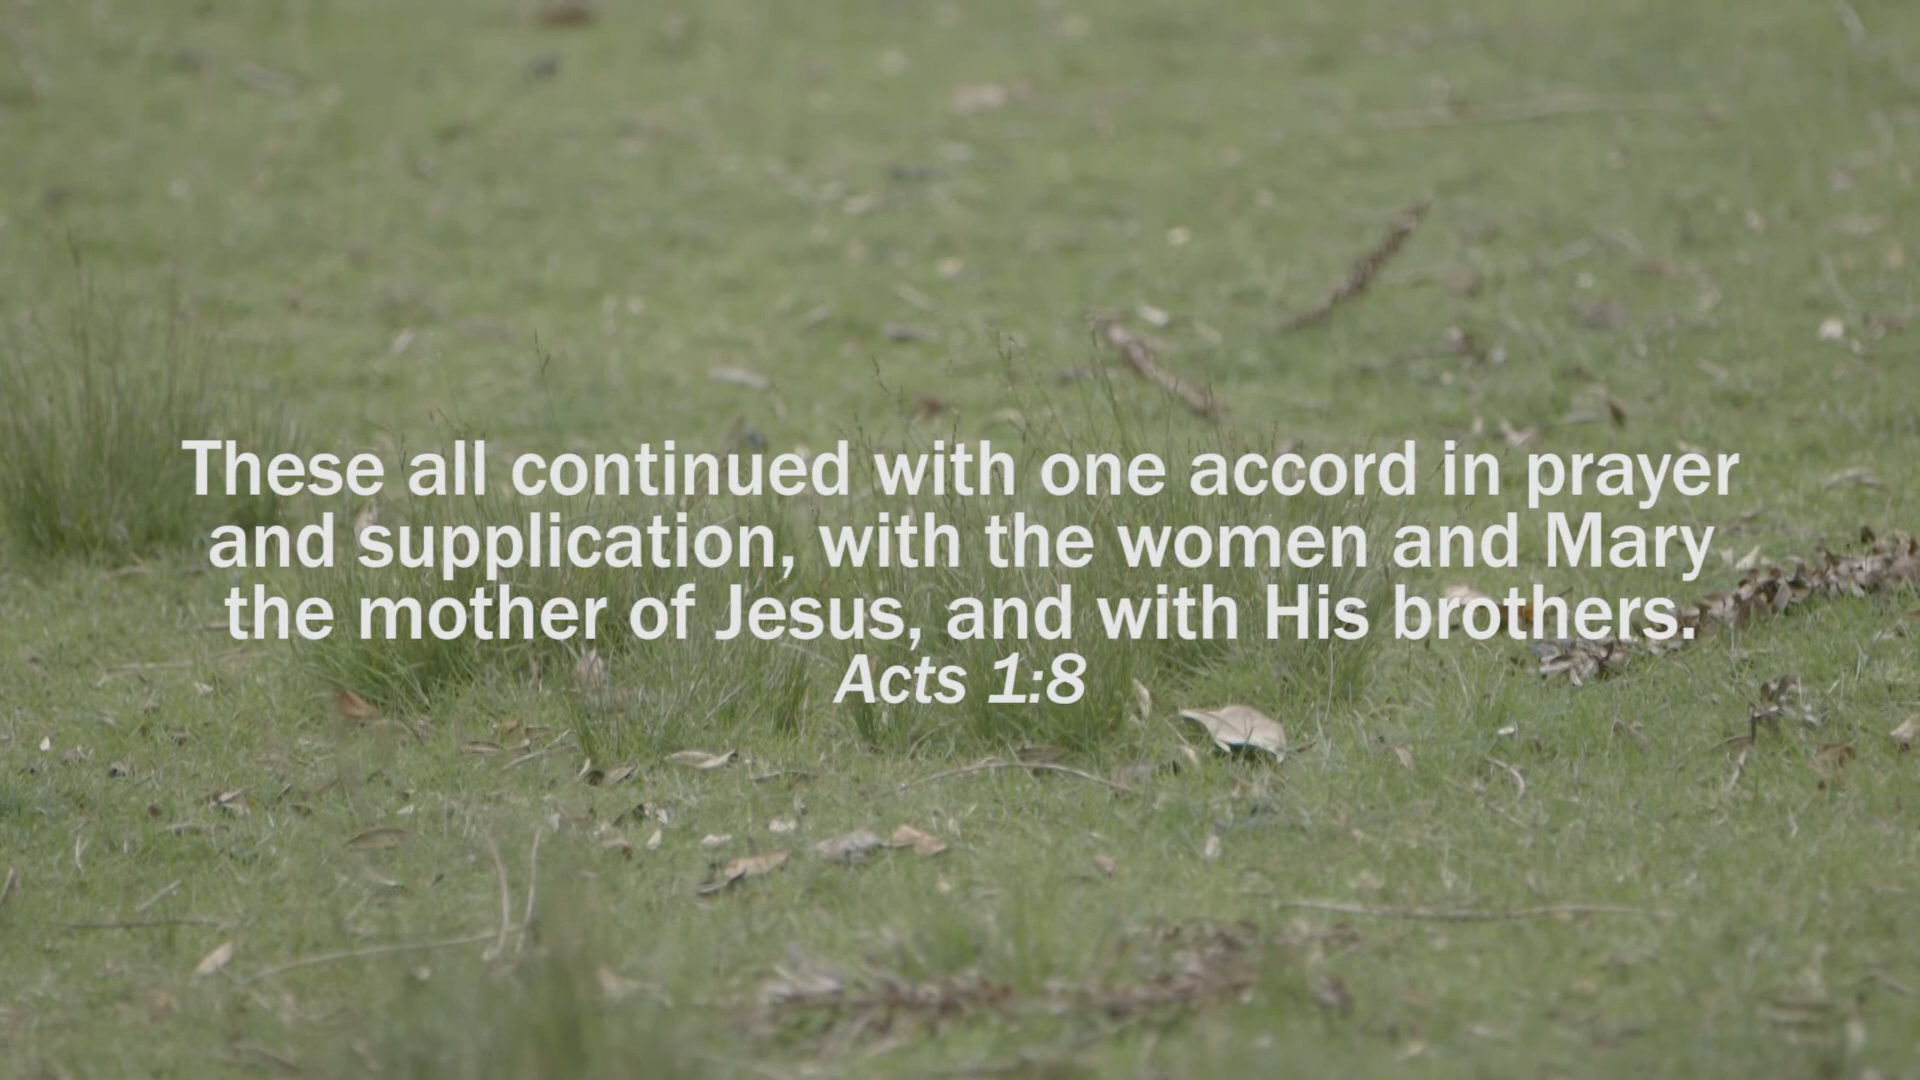 These all continued with one accord in prayer
and supplication, with the women and Mary
the mother of Jesus, and with His brothers.
Acts 1:8